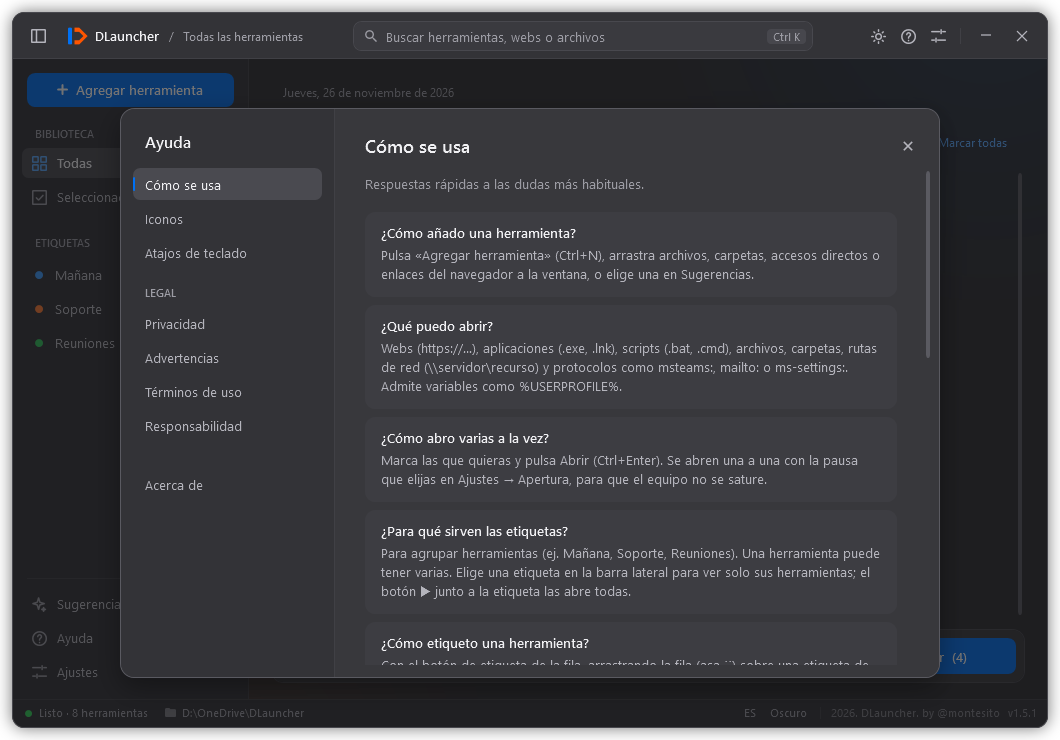 DLauncher / Todas las herramientas
Buscar herramientas, webs o archivos
Ctrl K
+ Agregar herramienta
Jueves, 26 de noviembre de 2026
BIBLIOTECA
Todas
Marcar todas
ETIQUETAS
Mañana
Soporte
Reuniones
Ayuda
Ajustes
Ayuda
Cómo se usa
Iconos
Atajos de teclado
LEGAL
Privacidad
Advertencias
Términos de uso
Responsabilidad
Acerca de
Cómo se usa
Respuestas rápidas a las dudas más habituales.
¿Cómo añado una herramienta?
Pulsa «Agregar herramienta» (Ctrl+N), arrastra archivos, carpetas, accesos directos o
enlaces del navegador a la ventana, o elige una en Sugerencias.
¿Qué puedo abrir?
Webs (https://...), aplicaciones (.exe, .lnk), scripts (.bat, .cmd), archivos, carpetas, rutas
de red (\\servidor\recurso) y protocolos como msteams:, mailto: o ms-settings:.
Admite variables como %USERPROFILE%.
¿Cómo abro varias a la vez?
Marca las que quieras y pulsa Abrir (Ctrl+Enter). Se abren una a una con la pausa
que elijas en Ajustes → Apertura, para que el equipo no se sature.
¿Para qué sirven las etiquetas?
Para agrupar herramientas (ej. Mañana, Soporte, Reuniones). Una herramienta puede
tener varias. Elige una etiqueta en la barra lateral para ver solo sus herramientas; el
botón ▶ junto a la etiqueta las abre todas.
¿Cómo etiqueto una herramienta?
(4)
Listo · 8 herramientas
D:\OneDrive\DLauncher
ES
Oscuro
2026. DLauncher. by @montesito
v1.5.1